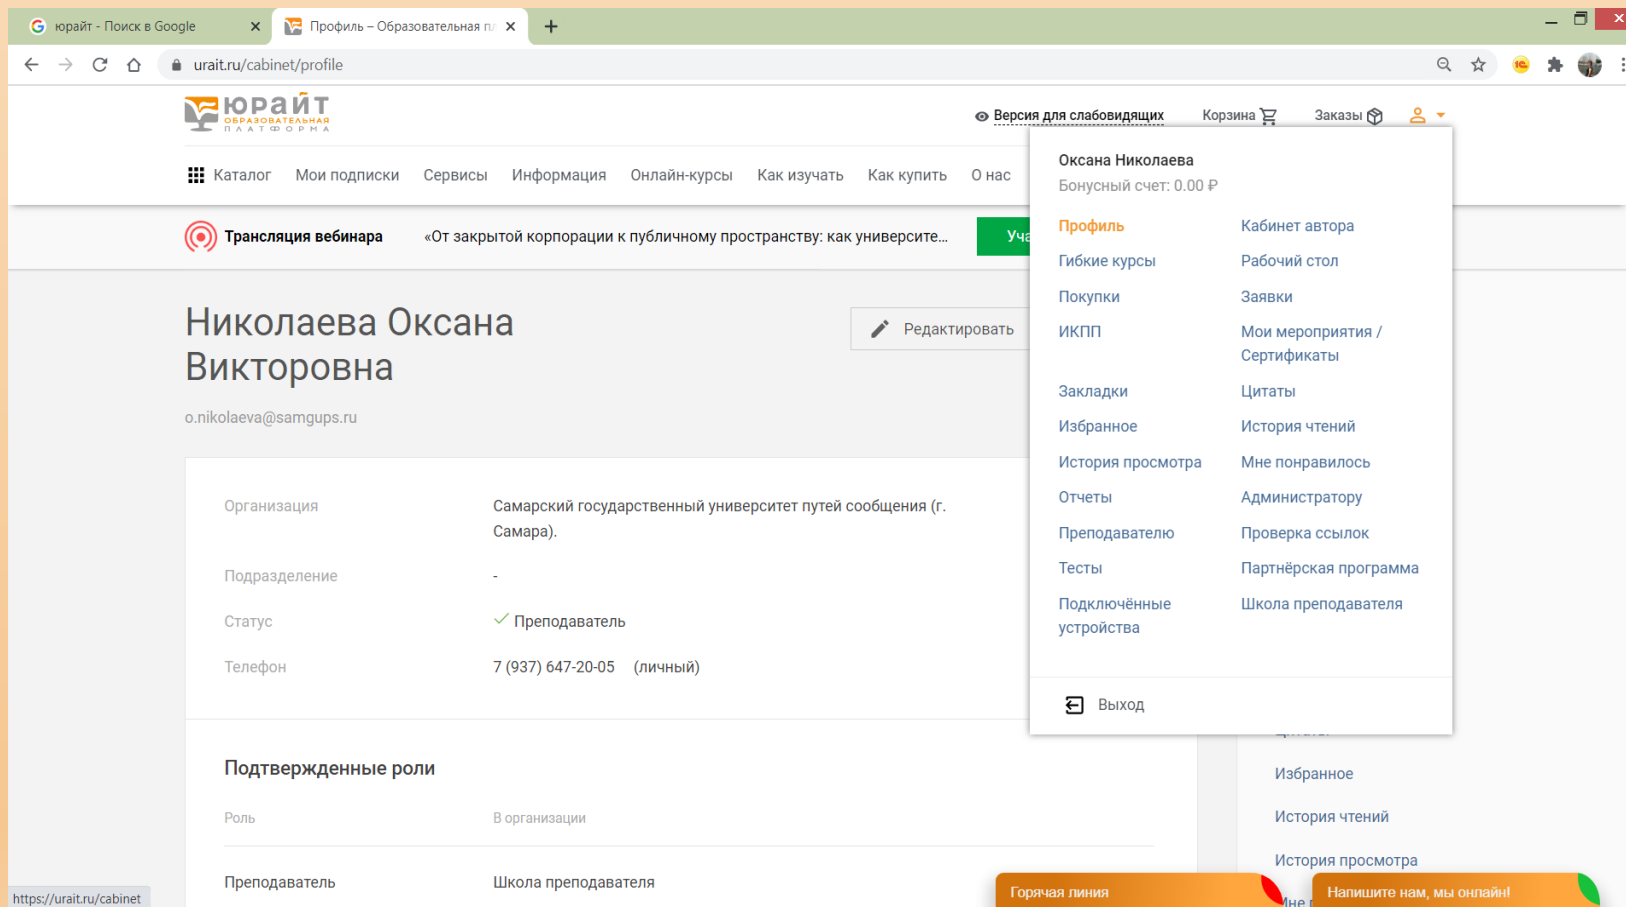 юрайт - Поиск в Google
Профиль – Образовательная пл
urait.ru/cabinet/profile
юрайт
ОБРАЗОВАТЕЛЬНАЯ
ПЛАТФОРМА
Версия для слабовидящих
Корзина
Заказы
Каталог
Мои подписки
Сервисы
Информация
Онлайн-курсы
Как изучать
Как купить
О нас
Оксана Николаева
Бонусный счет: 0.00 ₽
Профиль
Кабинет автора
Гибкие курсы
Рабочий стол
Покупки
Заявки
ИКПП
Мои мероприятия /
Сертификаты
Закладки
Цитаты
Избранное
История чтений
История просмотра
Мне понравилось
Отчеты
Администратору
Преподавателю
Проверка ссылок
Тесты
Партнёрская программа
Подключённые
устройства
Школа преподавателя
Выход
Трансляция вебинара
«От закрытой корпорации к публичному пространству: как университе…
Уча
Николаева Оксана
Викторовна
Редактировать
o.nikolaeva@samgups.ru
Организация
Самарский государственный университет путей сообщения (г.
Самара).
Подразделение
-
Статус
Преподаватель
Телефон
7 (937) 647-20-05 (личный)
Подтвержденные роли
Роль
В организации
Преподаватель
Школа преподавателя
Избранное
История чтений
История просмотра
Горячая линия
Напишите нам, мы онлайн!
https://urait.ru/cabinet